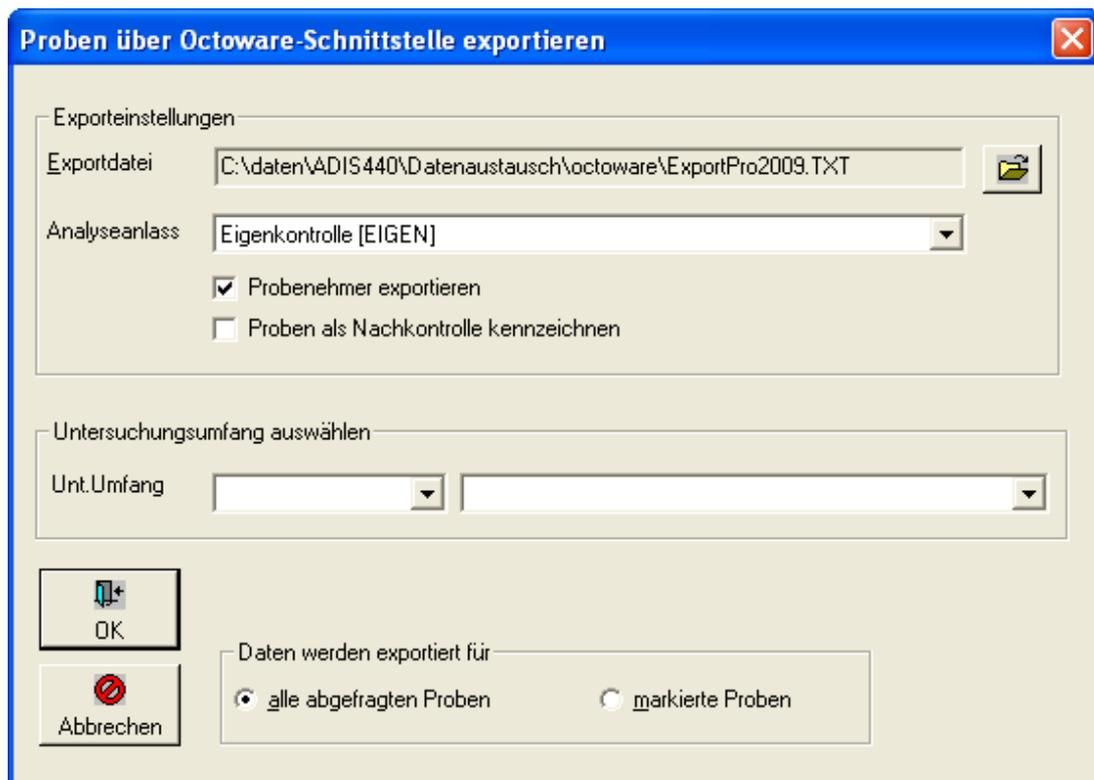 Proben über Octoware-Schnittstelle exportieren
Exporteinstellungen
Exportdatei C:\daten\ADIS440\Datenaustausch\octoware\ExportPro2009.TXT
Analyseanlass Eigenkontrolle [EIGEN]
Probenehmer exportieren
Proben als Nachkontrolle kennzeichnen
Untersuchungsumfang auswählen
Unt.Umfang
OK
Abbrechen
Daten werden exportiert für
alle abgefragten Proben markierte Proben